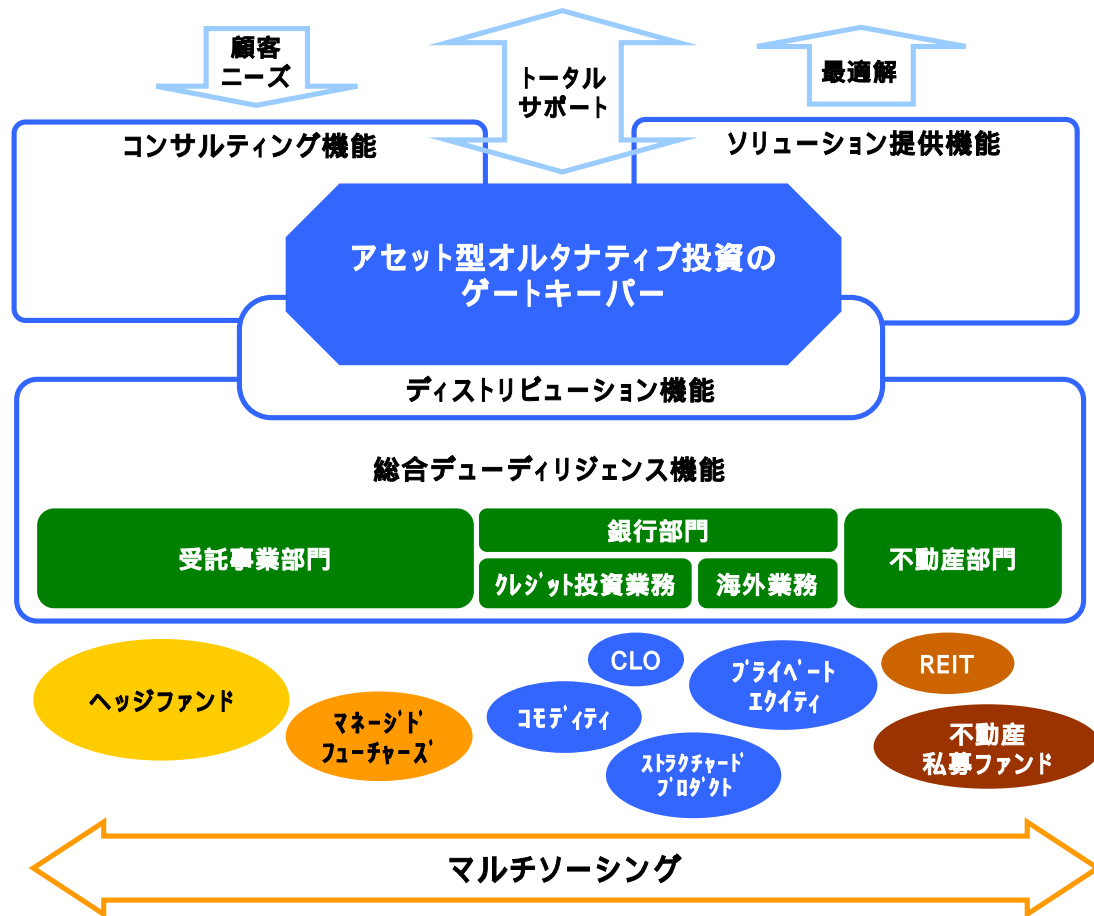 顧客
ニーズ
トータル
サポート
最適解
コンサルティング機能
ソリューション提供機能
アセット型オルタナティブ投資の
ゲートキーパー
ディストリビューション機能
総合デューディリジェンス機能
受託事業部門
銀行部門
ｸﾚｼﾞｯﾄ投資業務
海外業務
不動産部門
ヘッジファンド
ﾏﾈｰｼﾞﾄﾞ
ﾌｭｰﾁｬｰｽﾞ
ｺﾓﾃﾞｨﾃｨ
CLO
ﾌﾟﾗｲﾍﾞｰﾄ
ｴｸｲﾃｨ
ｽﾄﾗｸﾁｬｰﾄﾞ
ﾌﾟﾛﾀﾞｸﾄ
REIT
不動産
私募ファンド
マルチソーシング